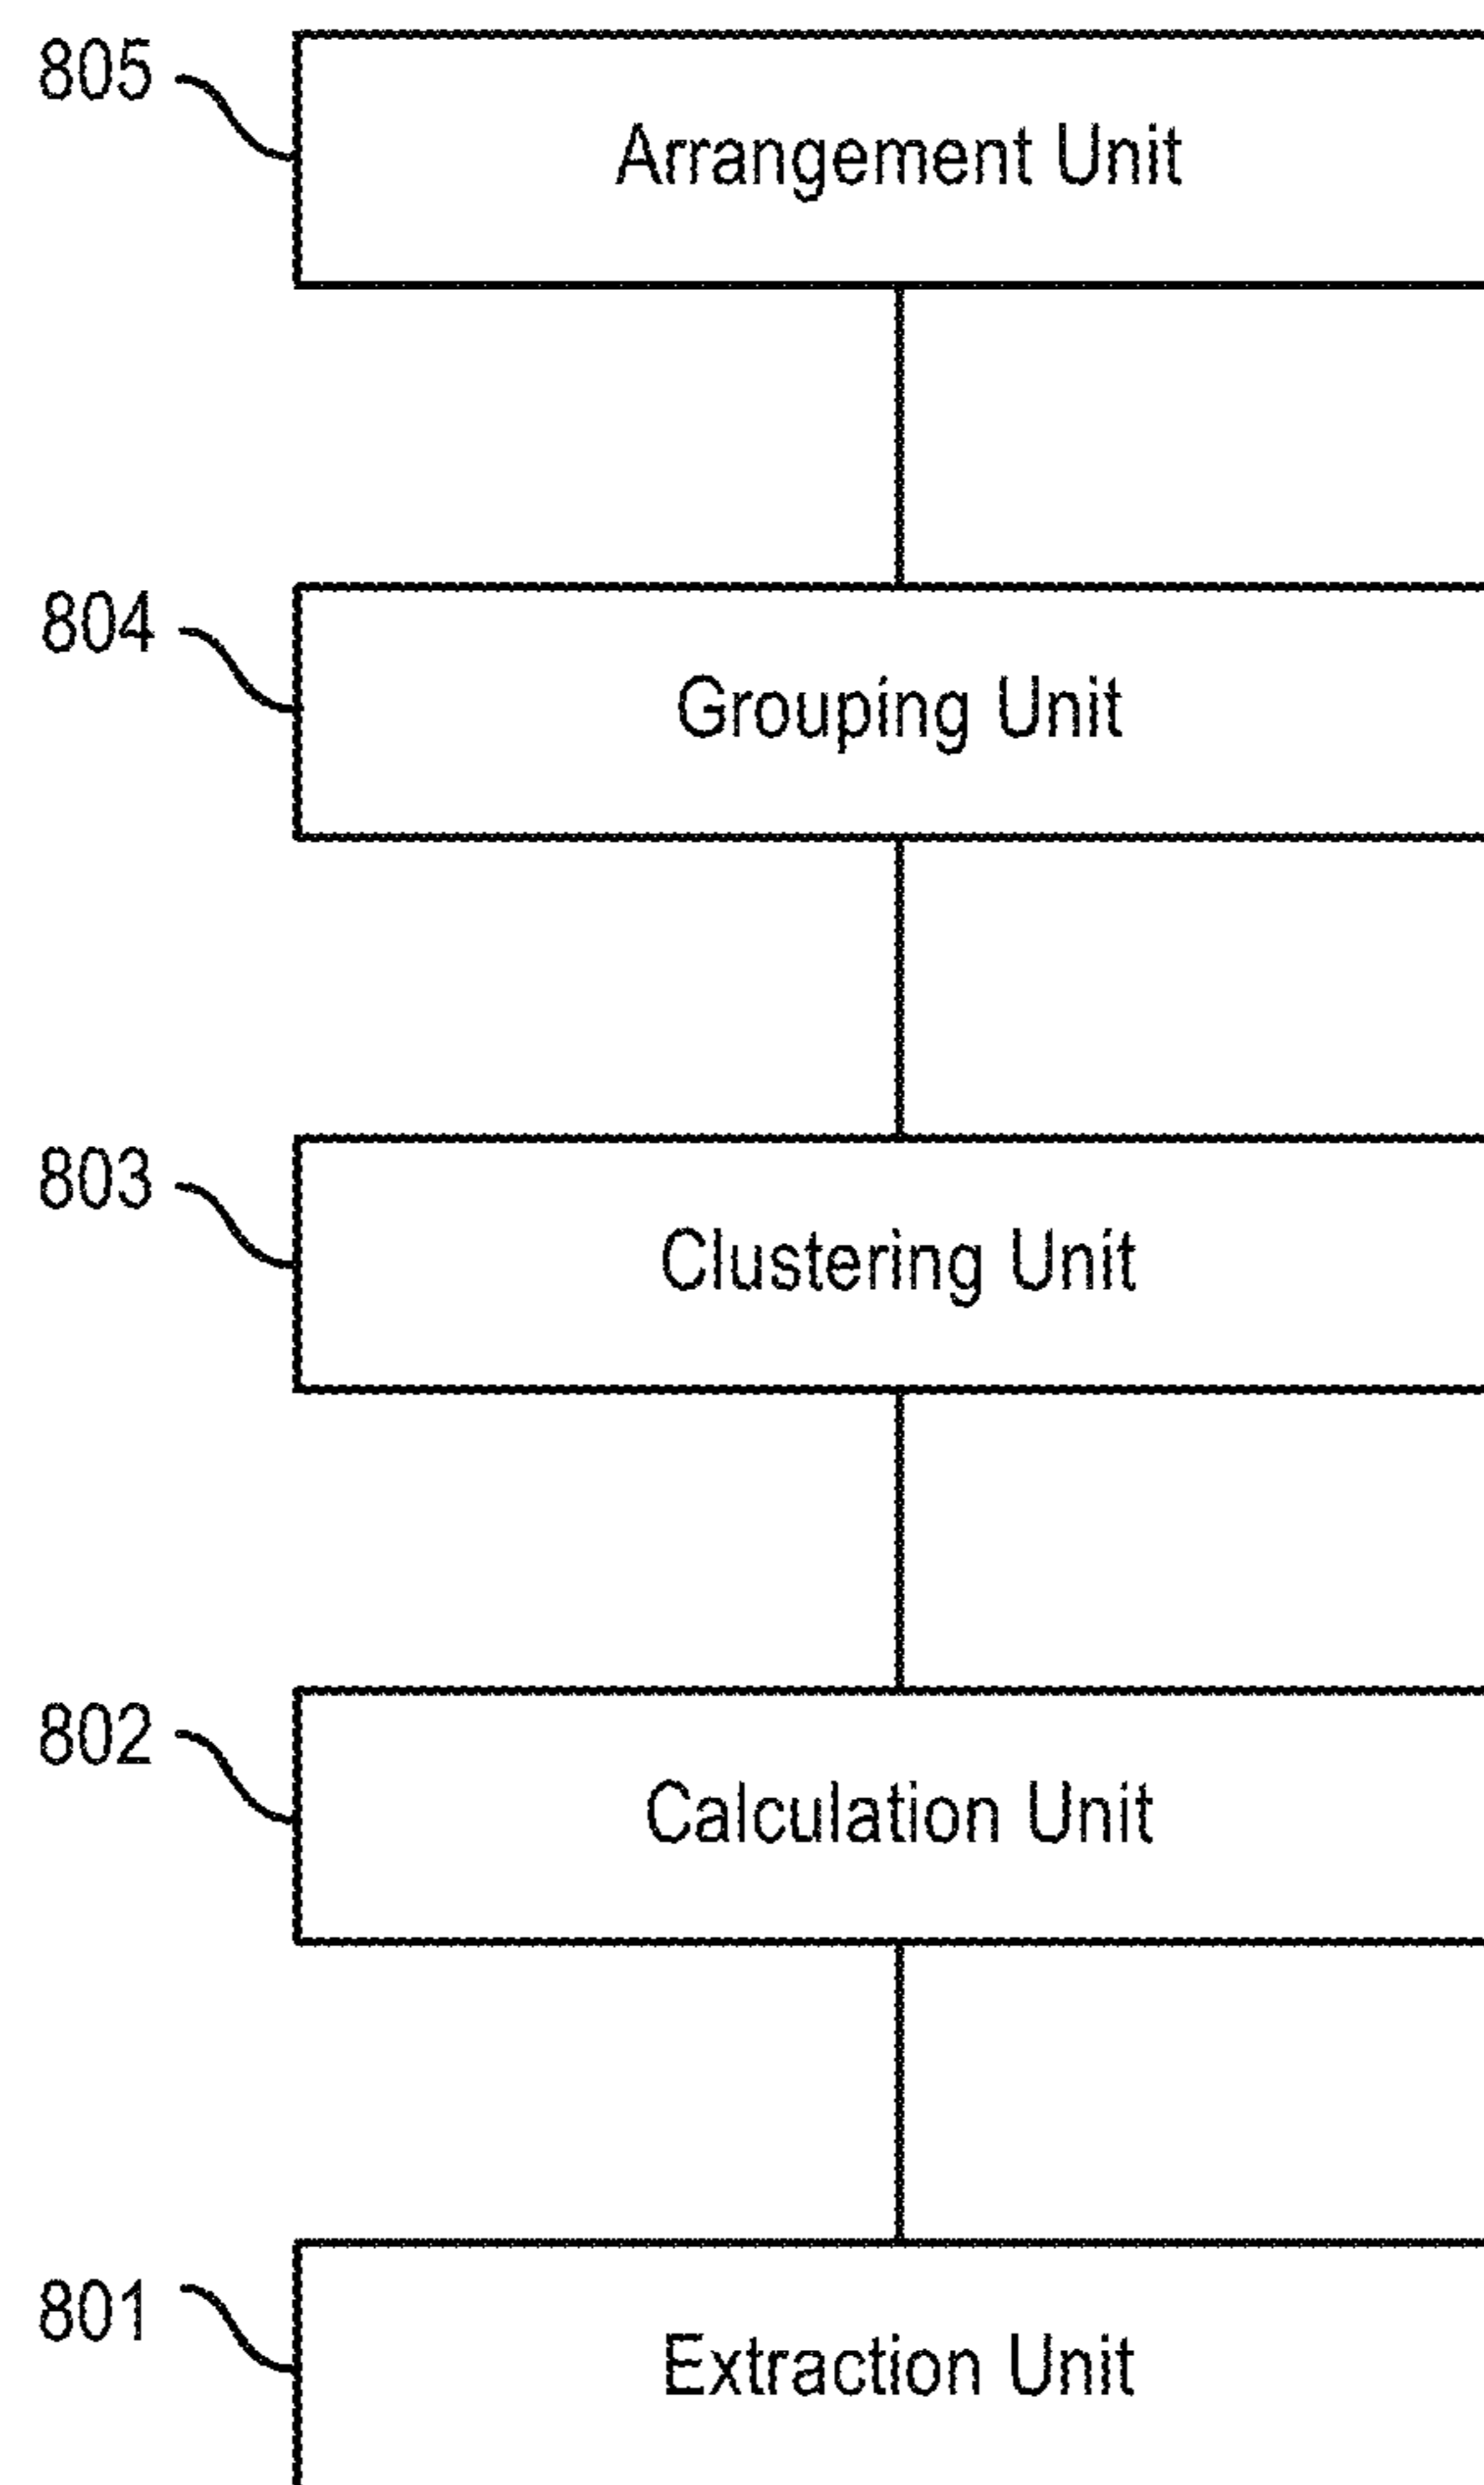 805
Arrangement Unit
804
Grouping Unit
803
Clustering Unit
802
Calculation Unit
801
Extraction Unit